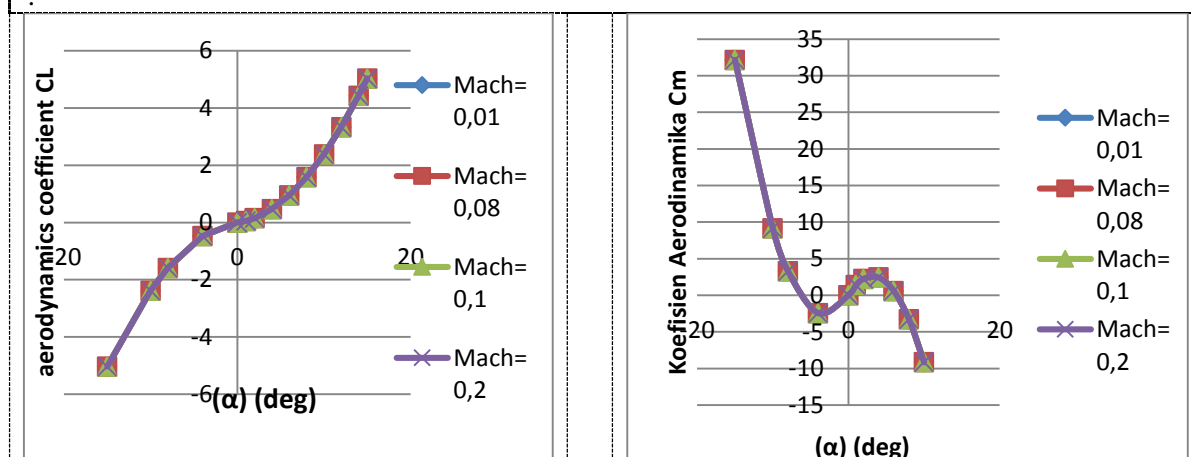 .
aerodynamics coefficient CL
6
4
2
0
-2
-4
-6
20
0
20
(α) (deg)
Mach=
0,01
Mach=
0,08
Mach=
0,1
Mach=
0,2
Koefisien Aerodinamika Cm
35
30
25
20
15
10
5
0
-5
-10
-15
20
0
20
(α) (deg)
Mach=
0,01
Mach=
0,08
Mach=
0,1
Mach=
0,2